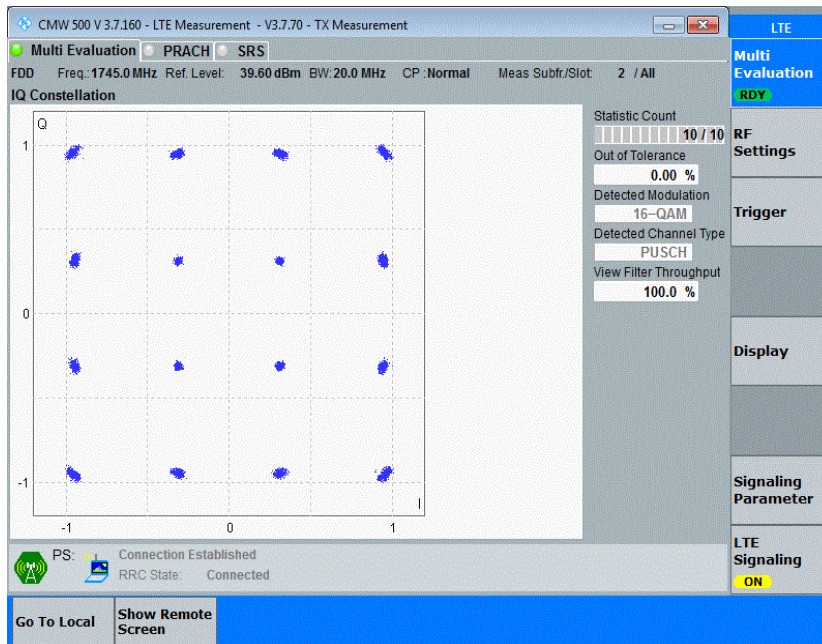 CMW 500 V 3.7.160 - LTE Measurement - V3.7.70 - TX Measurement
LTE
Multi Evaluation PRACH SRS
Multi
Evaluation
RDY
FDD Freq.: 1745.0 MHz Ref. Level: 39.60 dBm BW: 20.0 MHz CP : Normal Meas Subfr./Slot: 2 / All
IQ Constellation
Q
1
0
-1
I
-1 0 1
Statistic Count
10 / 10
Out of Tolerance
0.00 %
Detected Modulation
16-QAM
Detected Channel Type
PUSCH
View Filter Throughput
100.0 %
RF
Settings
Trigger
Display
Signaling
Parameter
LTE
Signaling
ON
PS: Connection Established
RRC State: Connected
Go To Local
Show Remote
Screen